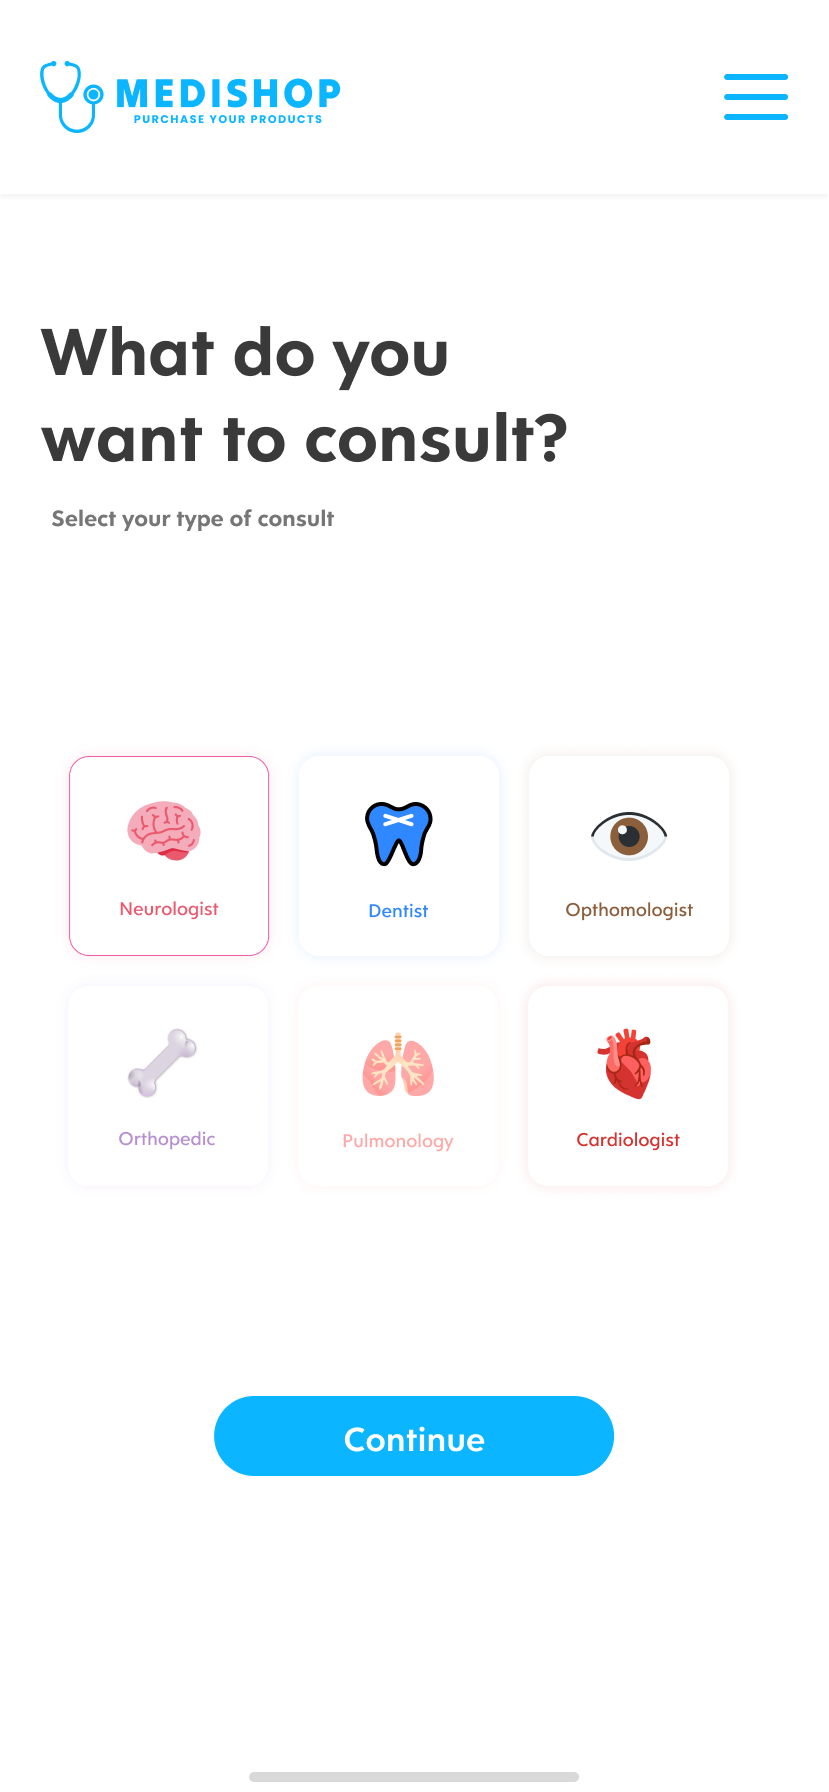 MEDISHOP
PURCHASE YOUR PRODUCTS
What do you
want to consult?
Select your type of consult
Neurologist
Dentist
Opthomologist
Orthopedic
Pulmonology
Cardiologist
Continue